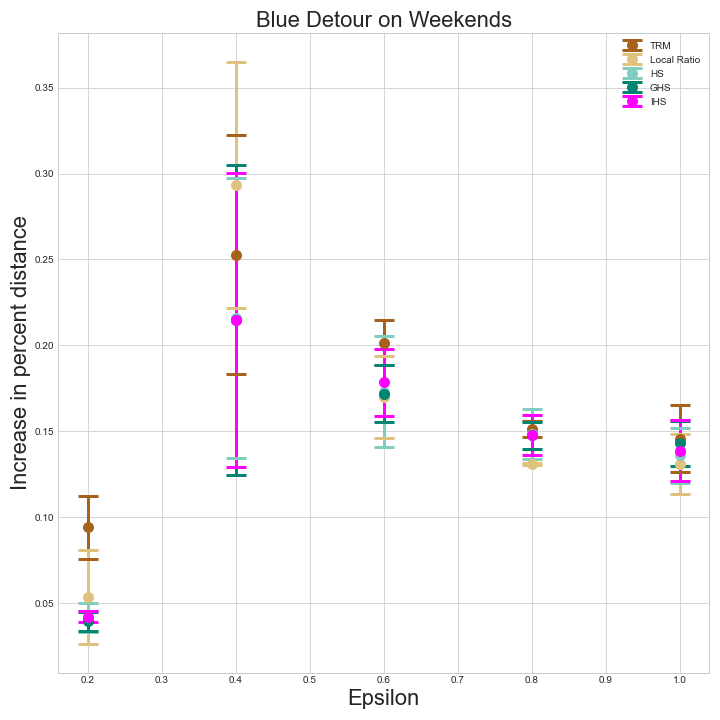 Blue Detour on Weekends
TRM
Local Ratio
HS
GHS
IHS
Increase in percent distance
0.35
0.30
0.25
0.20
0.15
0.10
0.05
0.2 0.3 0.4 0.5 0.6 0.7 0.8 0.9 1.0
Epsilon